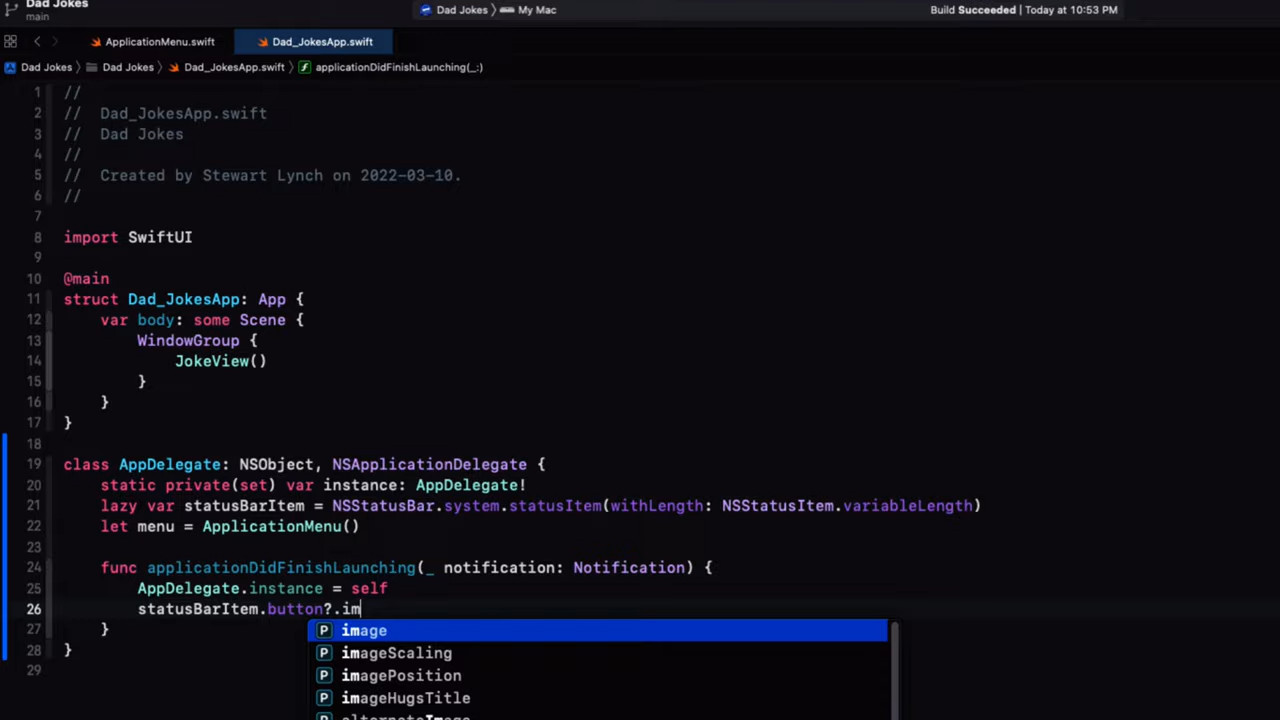 Dad Jokes
main
Dad Jokes 〉 My Mac
Build Succeeded | Today at 10:53 PM
ApplicationMenu.swift
Dad_JokesApp.swift
Dad Jokes 〉 Dad Jokes 〉 Dad_JokesApp.swift 〉 f applicationDidFinishLaunching(_:)
1 //
2 // Dad_JokesApp.swift
3 // Dad Jokes
4 //
5 // Created by Stewart Lynch on 2022-03-10.
6 //
7
8 import SwiftUI
9
10 @main
11 struct Dad_JokesApp: App {
12 var body: some Scene {
13 WindowGroup {
14 JokeView()
15 }
16 }
17 }
18
19 class AppDelegate: NSObject, NSApplicationDelegate {
20 static private(set) var instance: AppDelegate!
21 lazy var statusBarItem = NSStatusBar.system.statusItem(withLength: NSStatusItem.variableLength)
22 let menu = ApplicationMenu()
23
24 func applicationDidFinishLaunching(_ notification: Notification) {
25 AppDelegate.instance = self
26 statusBarItem.button?.im
27 }
28 }
29
P image
P imageScaling
P imagePosition
P imageHugsTitle
alternateImage